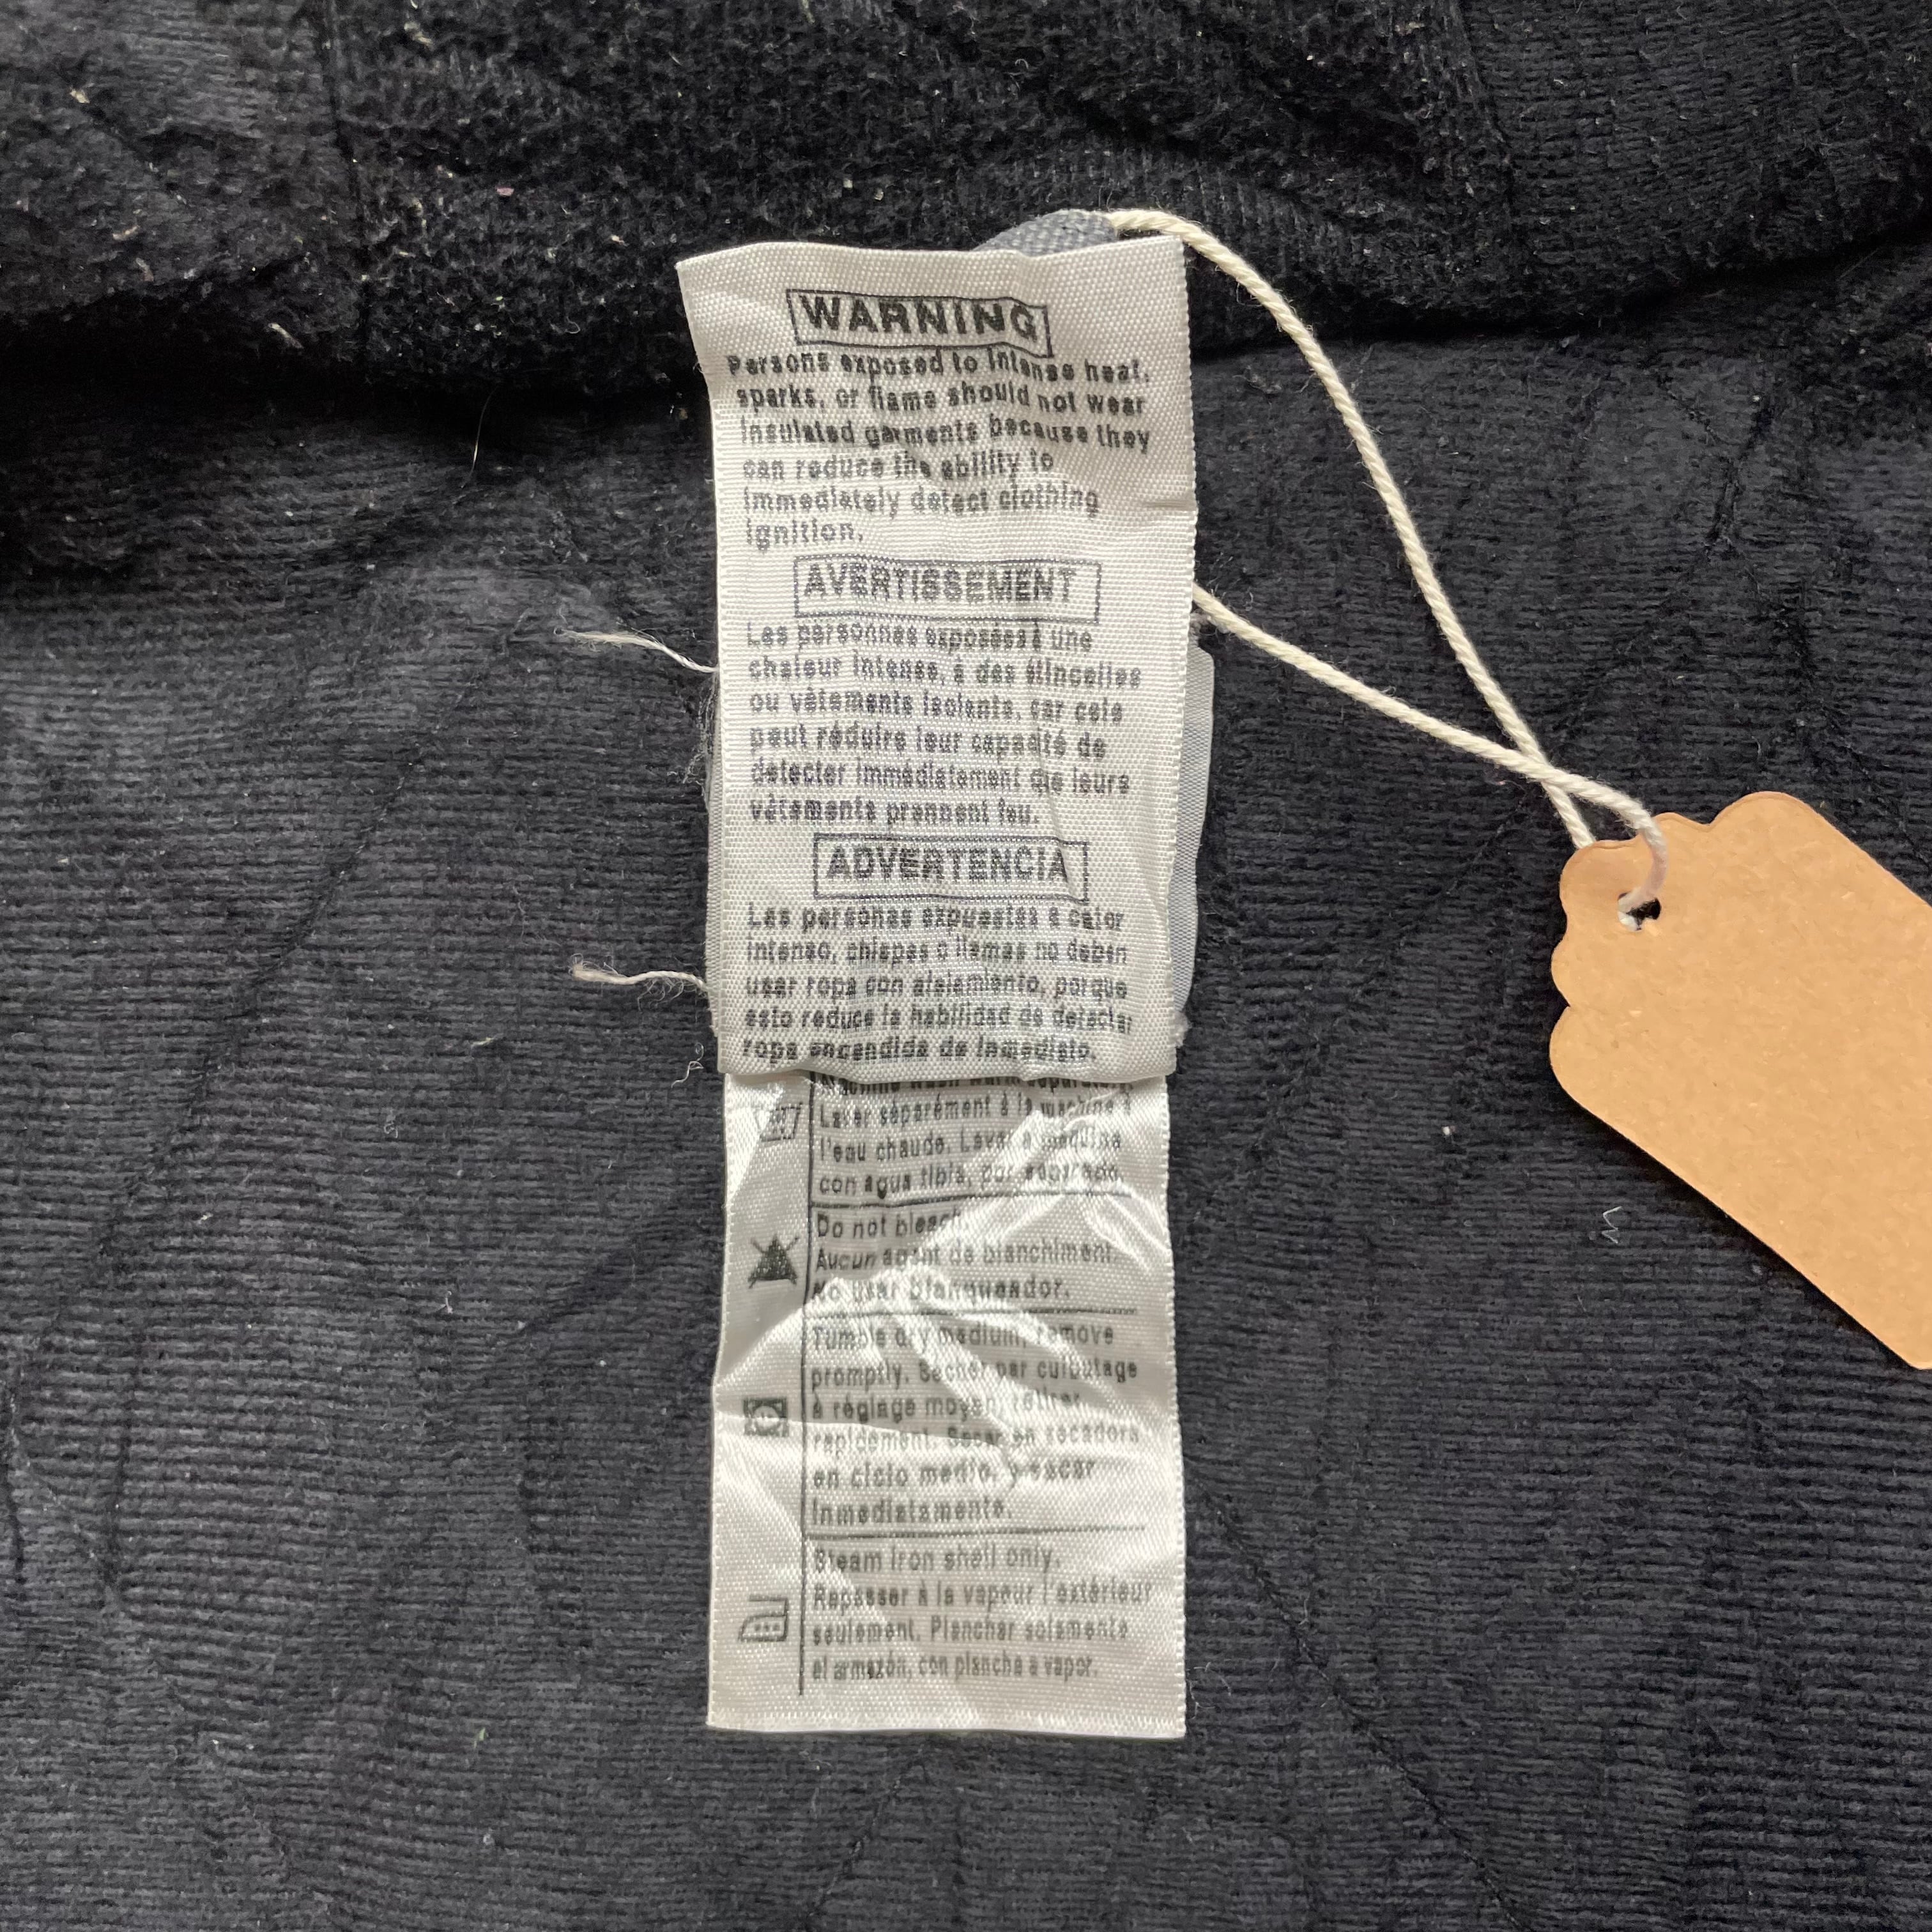 WARNING
Persons exposed to intense heat,
sparks, or flame should not wear
insulated garments because they
can reduce the ability to
immediately detect clothing
ignition.
AVERTISSEMENT
Les personnes exposées à une
chaleur intense, à des étincelles
ou vêtements isolants, car cela
peut réduire leur capacité de
détecter immédiatement que leurs
vêtements prennent feu.
ADVERTENCIA
Las personas expuestas a calor
intenso, chispas o llamas no deben
usar ropa con aislamiento, porque
esto reduce la habilidad de detectar
ropa encendida de inmediato.
Machine wash warm separately.
Laver séparément à la machine à
l'eau chaude. Lavar a máquina
con agua tibia, por separado.
Do not bleach.
Aucun agent de blanchiment.
No usar blanqueador.
Tumble dry medium, remove
promptly. Sécher par culbutage
à réglage moyen, retirer
rapidement. Secar en secadora
en ciclo medio, y sacar
inmediatamente.
Steam iron shell only.
Repasser à la vapeur l'extérieur
seulement. Planchar solamente
el armazón, con plancha a vapor.